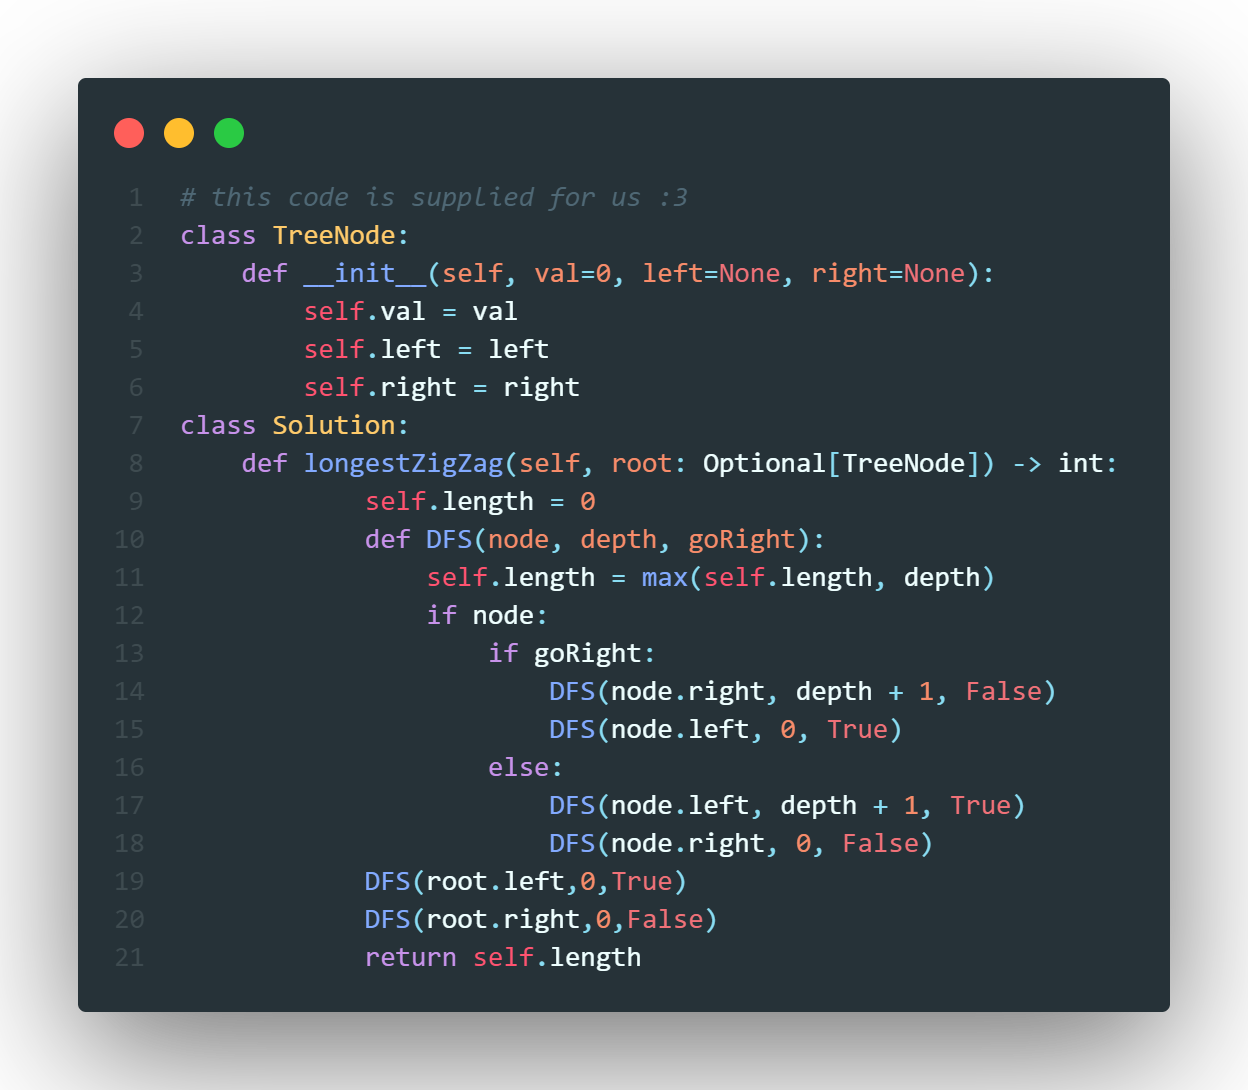 1 # this code is supplied for us :3
2 class TreeNode:
3     def __init__(self, val=0, left=None, right=None):
4         self.val = val
5         self.left = left
6         self.right = right
7 class Solution:
8     def longestZigZag(self, root: Optional[TreeNode]) -> int:
9             self.length = 0
10             def DFS(node, depth, goRight):
11                 self.length = max(self.length, depth)
12                 if node:
13                     if goRight:
14                         DFS(node.right, depth + 1, False)
15                         DFS(node.left, 0, True)
16                     else:
17                         DFS(node.left, depth + 1, True)
18                         DFS(node.right, 0, False)
19             DFS(root.left,0,True)
20             DFS(root.right,0,False)
21             return self.length